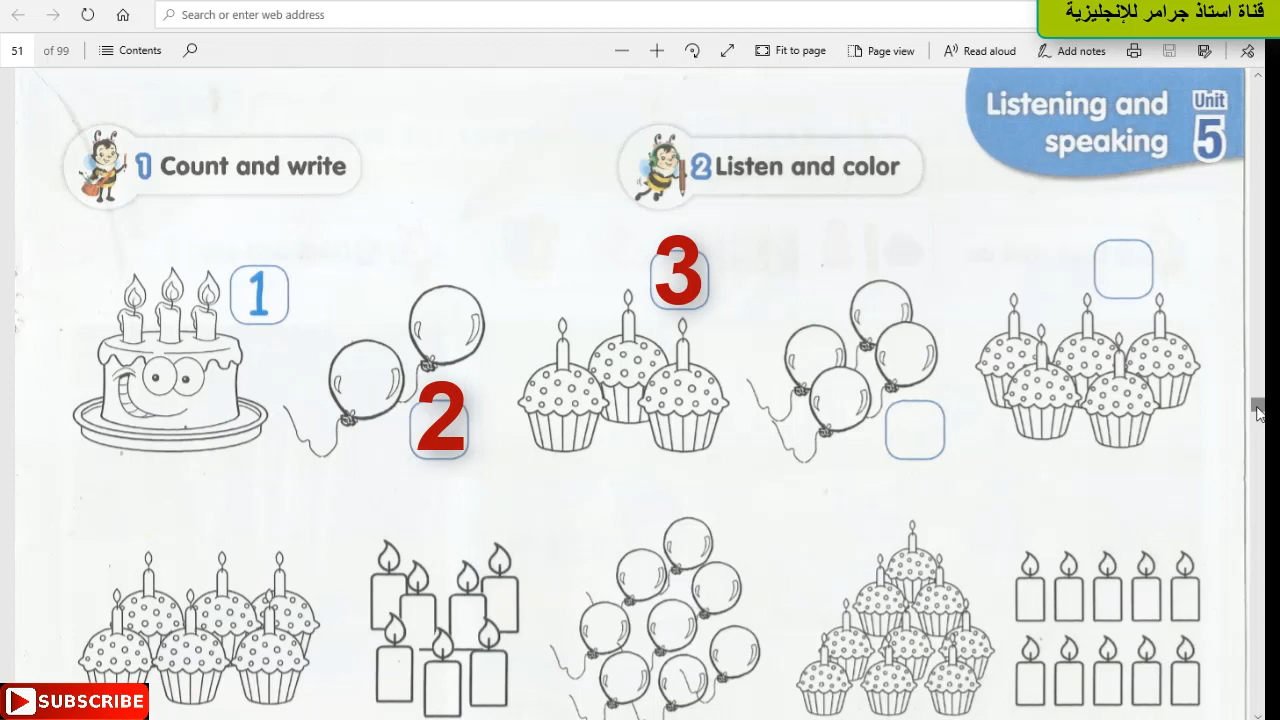 Search or enter web address
قناة استاذ جرامر للإنجليزية
51 of 99
Contents
Fit to page
Page view
Read aloud
Add notes
Listening and speaking
Unit 5
1 Count and write
2 Listen and color
1
2
3
SUBSCRIBE